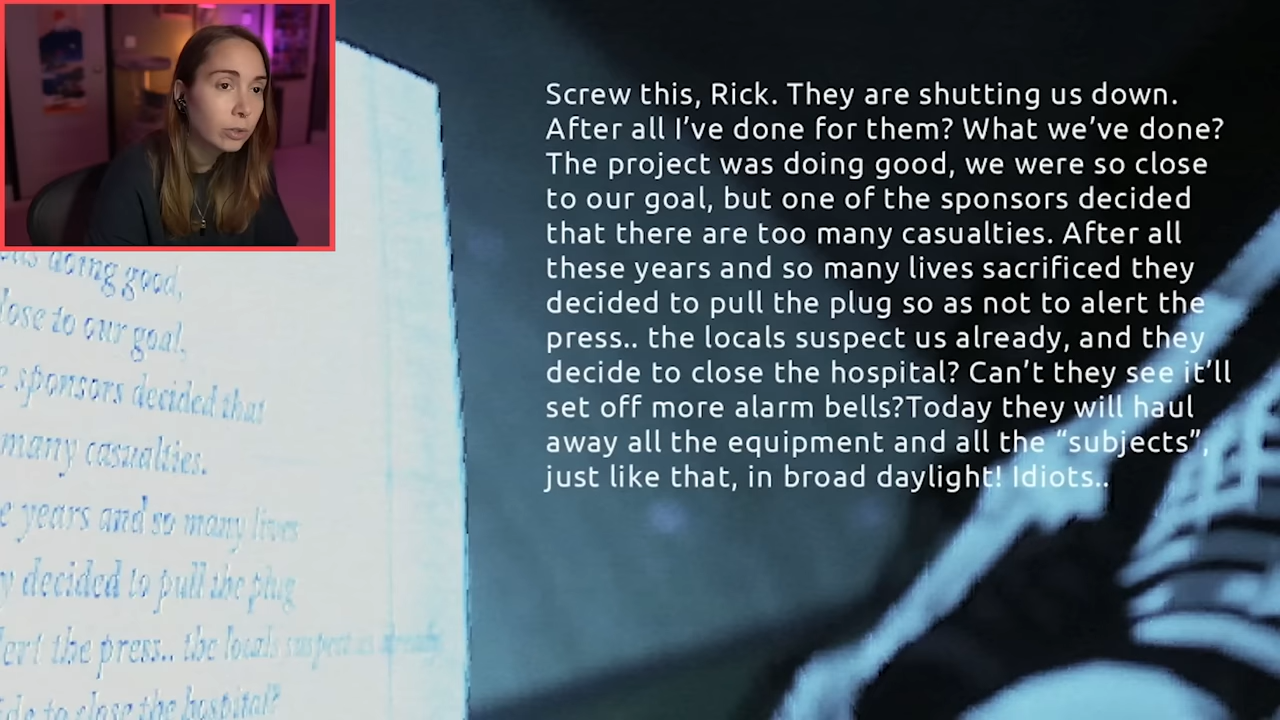 Screw this, Rick. They are shutting us down.
After all I've done for them? What we've done?
The project was doing good, we were so close
to our goal, but one of the sponsors decided
that there are too many casualties. After all
these years and so many lives sacrificed they
decided to pull the plug so as not to alert the
press.. the locals suspect us already, and they
decide to close the hospital? Can't they see it'll
set off more alarm bells?Today they will haul
away all the equipment and all the “subjects”,
just like that, in broad daylight! Idiots..
doing good,
close to our goal,
sponsors decided that
many casualties.
years and so many lives
decided to pull the plug
the press.. the locals suspect us already
to close the hospital?